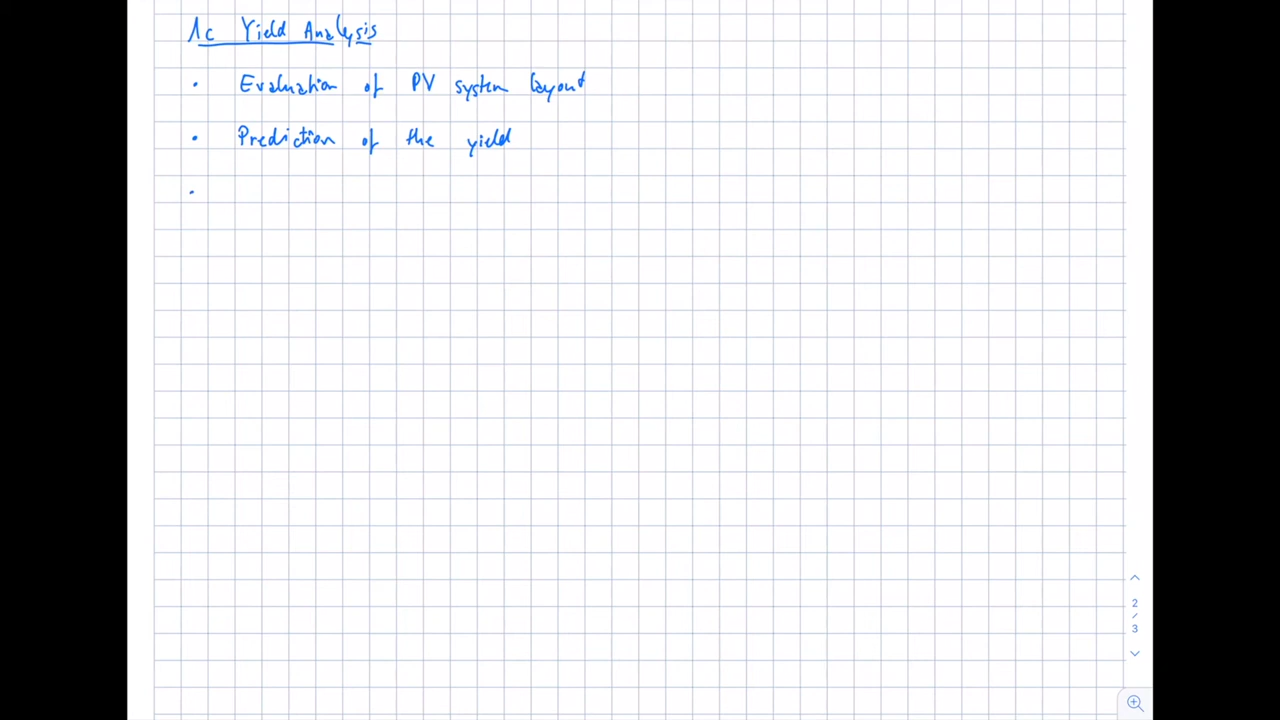 1c Yield Analysis
• Evaluation of PV system layout
• Prediction of the yield
•
2
/
3